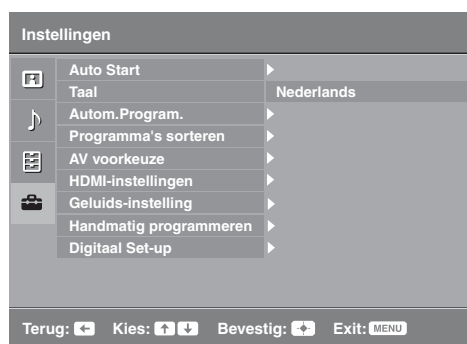 Instellingen
Auto Start
Taal Nederlands
Autom.Program.
Programma's sorteren
AV voorkeuze
HDMI-instellingen
Geluids-instelling
Handmatig programmeren
Digitaal Set-up
Terug: Kies: Bevestig: Exit: MENU